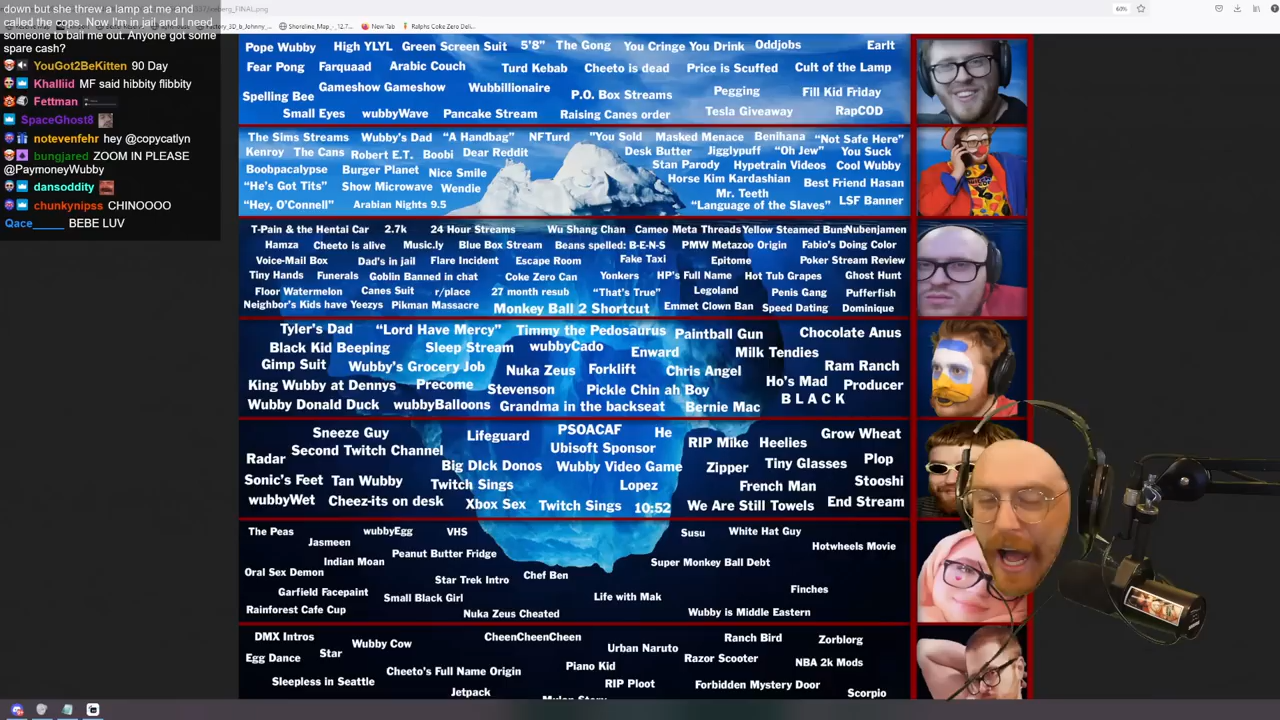 down but she threw a lamp at me and
called the cops. Now I'm in jail and I need
someone to bail me out. Anyone got some
spare cash?
YouGot2BeKitten 90 Day
Khalliid MF said hibbity flibbity
Fettman
SpaceGhost8
notevenfehr hey @copycatlyn
bungjared ZOOM IN PLEASE
@PaymoneyWubby
dansoddity
chunkynipss CHINOOOO
Qace______ BEBE LUV
60%
Shoreline_Map_-_12.7...
New Tab
Ralphs Coke Zero Deli...
Pope Wubby High YLYL Green Screen Suit 5'8" The Gong You Cringe You Drink Oddjobs Earlt
Fear Pong Farquaad Arabic Couch Turd Kebab Cheeto is dead Price is Scuffed Cult of the Lamp
Spelling Bee Gameshow Gameshow Wubbillionaire P.O. Box Streams Pegging Fill Kid Friday
Small Eyes wubbyWave Pancake Stream Raising Canes order Tesla Giveaway RapCOD
The Sims Streams Wubby's Dad "A Handbag" NFTurd "You Sold Masked Menace Benihana "Not Safe Here"
Kenroy The Cans Robert E.T. Boobi Dear Reddit Desk Butter Jigglypuff "Oh Jew" You Suck
Boobpacalypse Burger Planet Nice Smile Stan Parody Hypetrain Videos Cool Wubby
"He's Got Tits" Show Microwave Wendie Horse Kim Kardashian Best Friend Hasan
Mr. Teeth
"Hey, O'Connell" Arabian Nights 9.5 "Language of the Slaves" LSF Banner
T-Pain & the Hentai Car 2.7k 24 Hour Streams Wu Shang Chan Cameo Meta Threads Yellow Steamed Buns Nubenjamen
Hamza Cheeto is alive Music.ly Blue Box Stream Beans spelled: B-E-N-S PMW Metazoo Origin Fabio's Doing Color
Voice-Mail Box Dad's in jail Flare Incident Escape Room Fake Taxi Epitome Poker Stream Review
Tiny Hands Funerals Goblin Banned in chat Coke Zero Can Yonkers HP's Full Name Hot Tub Grapes Ghost Hunt
Floor Watermelon Canes Suit r/place 27 month resub "That's True" Legoland Penis Gang Pufferfish
Neighbor's Kids have Yeezys Pikman Massacre Monkey Ball 2 Shortcut Emmet Clown Ban Speed Dating Dominique
Tyler's Dad "Lord Have Mercy" Timmy the Pedosaurus Paintball Gun Chocolate Anus
Black Kid Beeping Sleep Stream wubbyCado Enward Milk Tendies
Gimp Suit Wubby's Grocery Job Nuka Zeus Forklift Chris Angel Ram Ranch
King Wubby at Dennys Precome Stevenson Pickle Chin ah Boy Ho's Mad Producer
Wubby Donald Duck wubbyBalloons Grandma in the backseat Bernie Mac B L A C K
Sneeze Guy Lifeguard PSOACAF He RIP Mike Heelies Grow Wheat
Second Twitch Channel Ubisoft Sponsor
Radar Big DIck Donos Wubby Video Game Zipper Tiny Glasses Plop
Sonic's Feet Tan Wubby Twitch Sings Lopez French Man Stooshi
wubbyWet Cheez-its on desk Xbox Sex Twitch Sings 10:52 We Are Still Towels End Stream
The Peas wubbyEgg VHS Susu White Hat Guy
Jasmeen Hotwheels Movie
Indian Moan Peanut Butter Fridge Super Monkey Ball Debt
Oral Sex Demon Star Trek Intro Chef Ben
Garfield Facepaint Small Black Girl Life with Mak Finches
Rainforest Cafe Cup Nuka Zeus Cheated Wubby is Middle Eastern
DMX Intros Wubby Cow CheenCheenCheen Ranch Bird Zorblorg
Egg Dance Star Urban Naruto Razor Scooter NBA 2k Mods
Cheeto's Full Name Origin Piano Kid
Sleepless in Seattle RIP Ploot Forbidden Mystery Door
Jetpack Scorpio